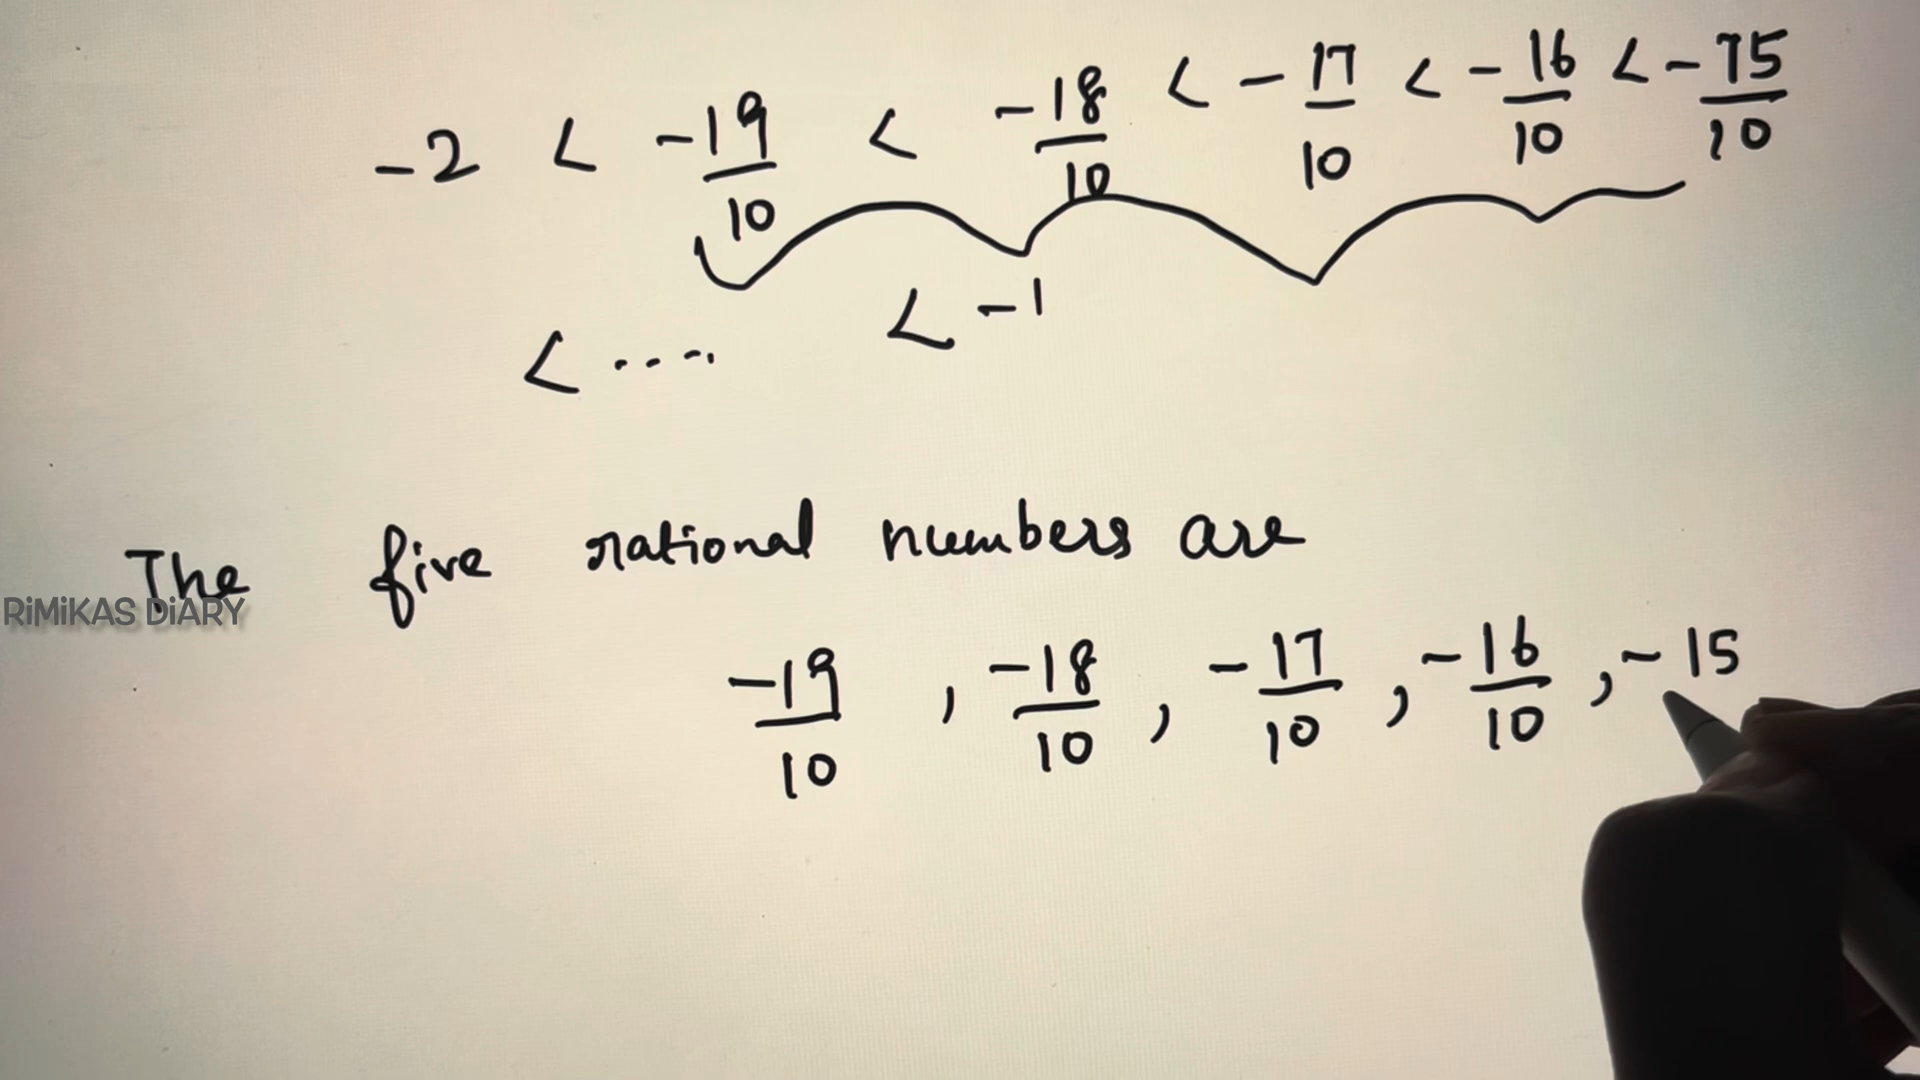 -2 < -19/10 < -18/10 < -17/10 < -16/10 < -15/10
< .... < -1
The five rational numbers are
RiMiKAS DiARY
-19/10 , -18/10 , -17/10 , -16/10 , -15